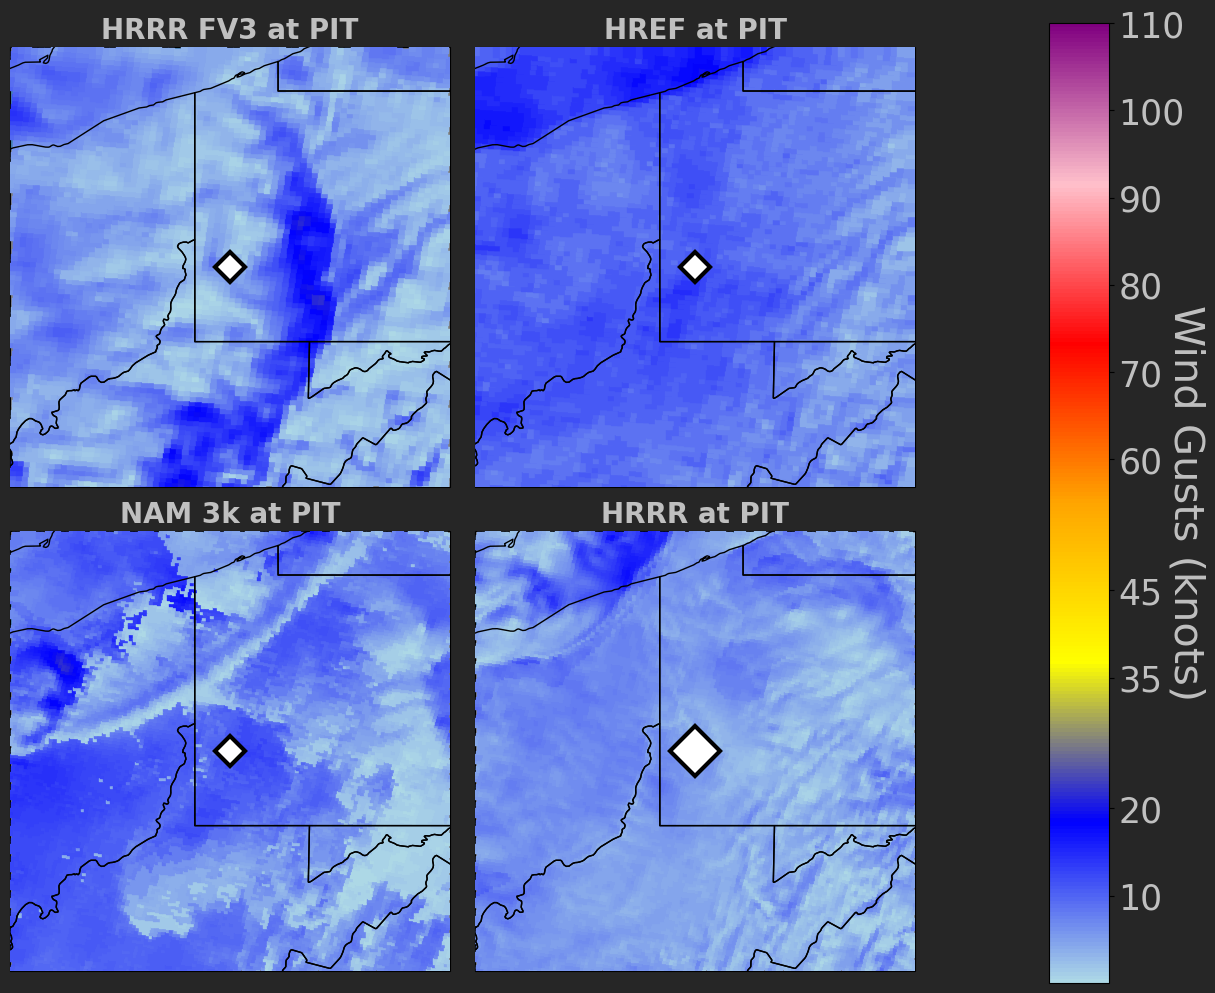 HRRR FV3 at PIT
HREF at PIT
NAM 3k at PIT
HRRR at PIT
110
100
90
80
70
60
45
35
20
10
Wind Gusts (knots)